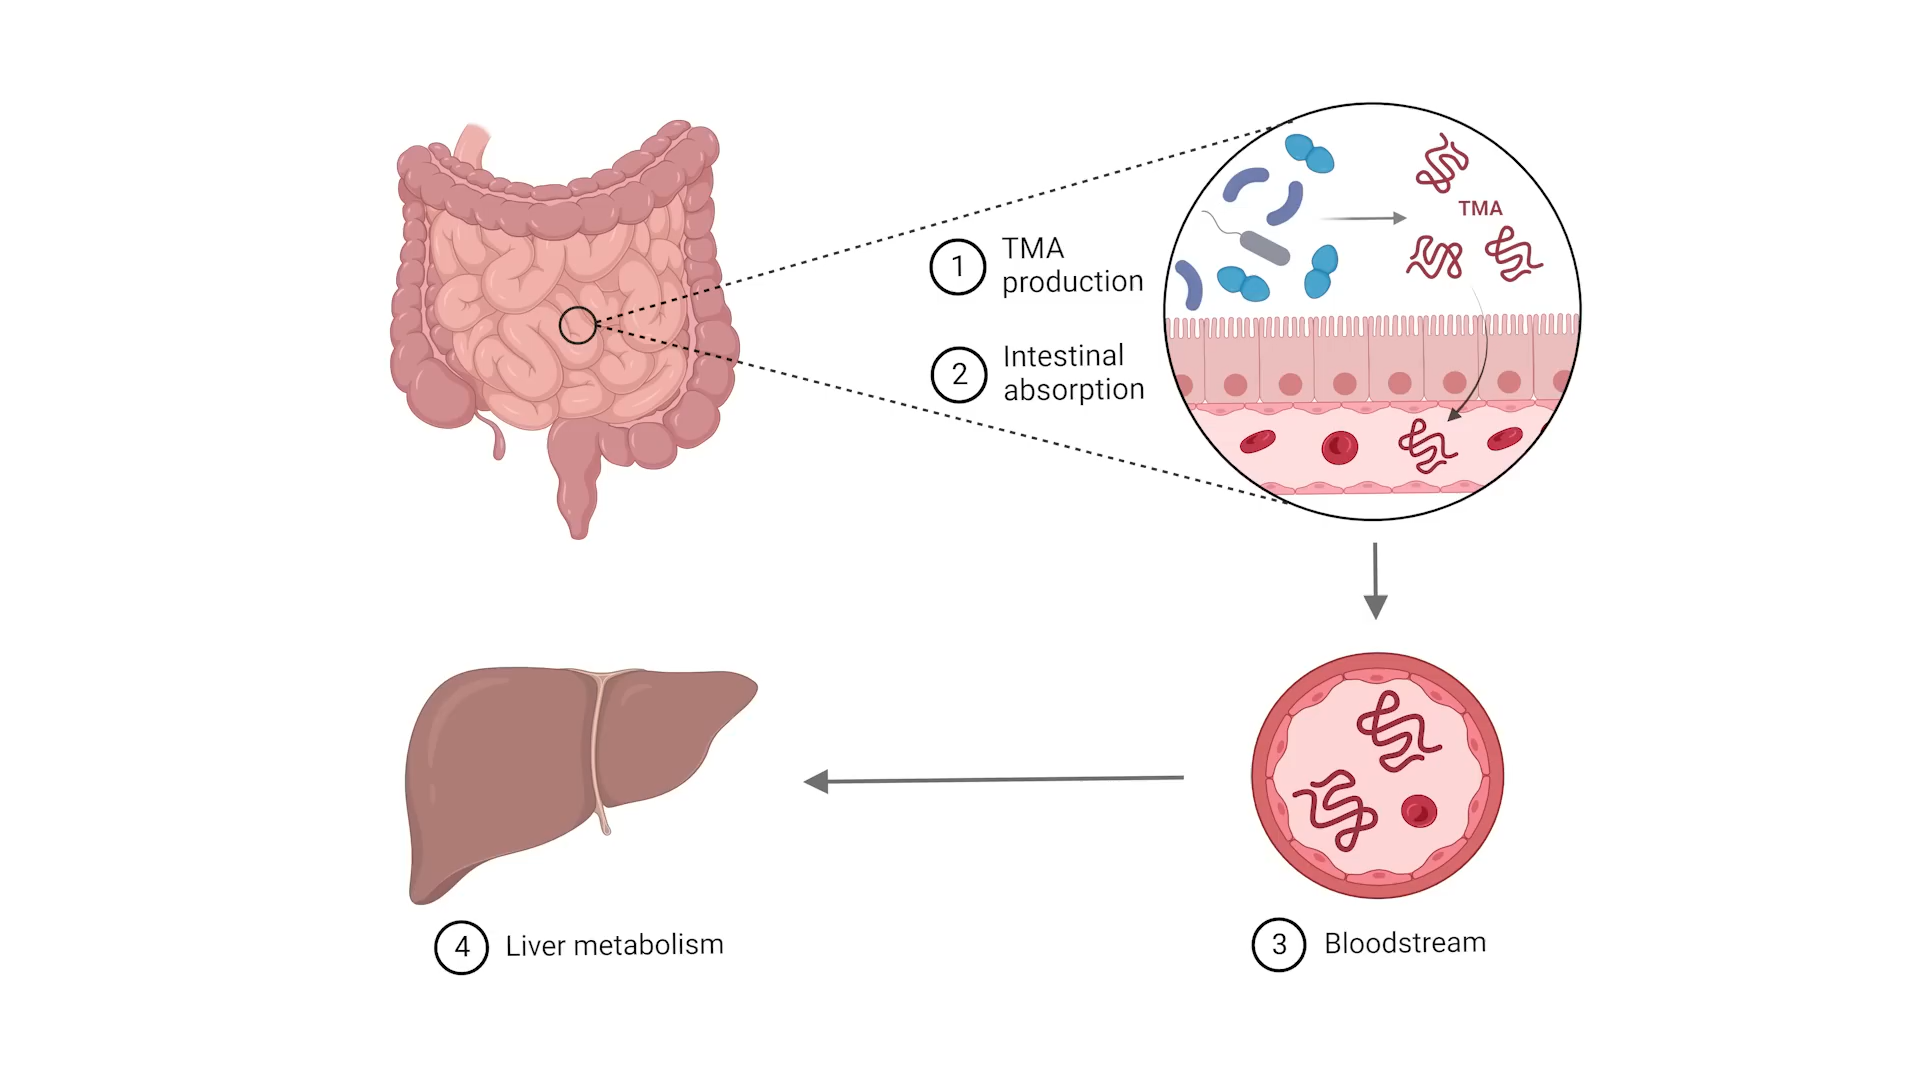 1
TMA
production
2
Intestinal
absorption
TMA
4
Liver metabolism
3
Bloodstream